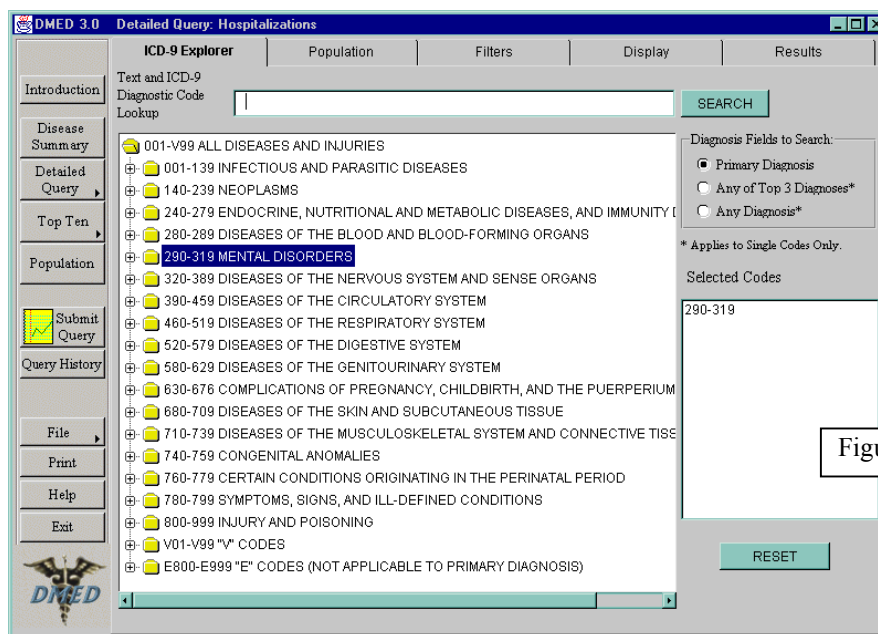 DMED 3.0 Detailed Query: Hospitalizations
ICD-9 Explorer Population Filters Display Results
Introduction
Disease
Summary
Detailed
Query
Top Ten
Population
Submit
Query
Query History
File
Print
Help
Exit
DMED
Text and ICD-9
Diagnostic Code
Lookup
SEARCH
001-V99 ALL DISEASES AND INJURIES
001-139 INFECTIOUS AND PARASITIC DISEASES
140-239 NEOPLASMS
240-279 ENDOCRINE, NUTRITIONAL AND METABOLIC DISEASES, AND IMMUNITY
280-289 DISEASES OF THE BLOOD AND BLOOD-FORMING ORGANS
290-319 MENTAL DISORDERS
320-389 DISEASES OF THE NERVOUS SYSTEM AND SENSE ORGANS
390-459 DISEASES OF THE CIRCULATORY SYSTEM
460-519 DISEASES OF THE RESPIRATORY SYSTEM
520-579 DISEASES OF THE DIGESTIVE SYSTEM
580-629 DISEASES OF THE GENITOURINARY SYSTEM
630-676 COMPLICATIONS OF PREGNANCY, CHILDBIRTH, AND THE PUERPERIUM
680-709 DISEASES OF THE SKIN AND SUBCUTANEOUS TISSUE
710-739 DISEASES OF THE MUSCULOSKELETAL SYSTEM AND CONNECTIVE TISS
740-759 CONGENITAL ANOMALIES
760-779 CERTAIN CONDITIONS ORIGINATING IN THE PERINATAL PERIOD
780-799 SYMPTOMS, SIGNS, AND ILL-DEFINED CONDITIONS
800-999 INJURY AND POISONING
V01-V99 "V" CODES
E800-E999 "E" CODES (NOT APPLICABLE TO PRIMARY DIAGNOSIS)
Diagnosis Fields to Search:
Primary Diagnosis
Any of Top 3 Diagnoses*
Any Diagnosis*
* Applies to Single Codes Only.
Selected Codes
290-319
Figu
RESET